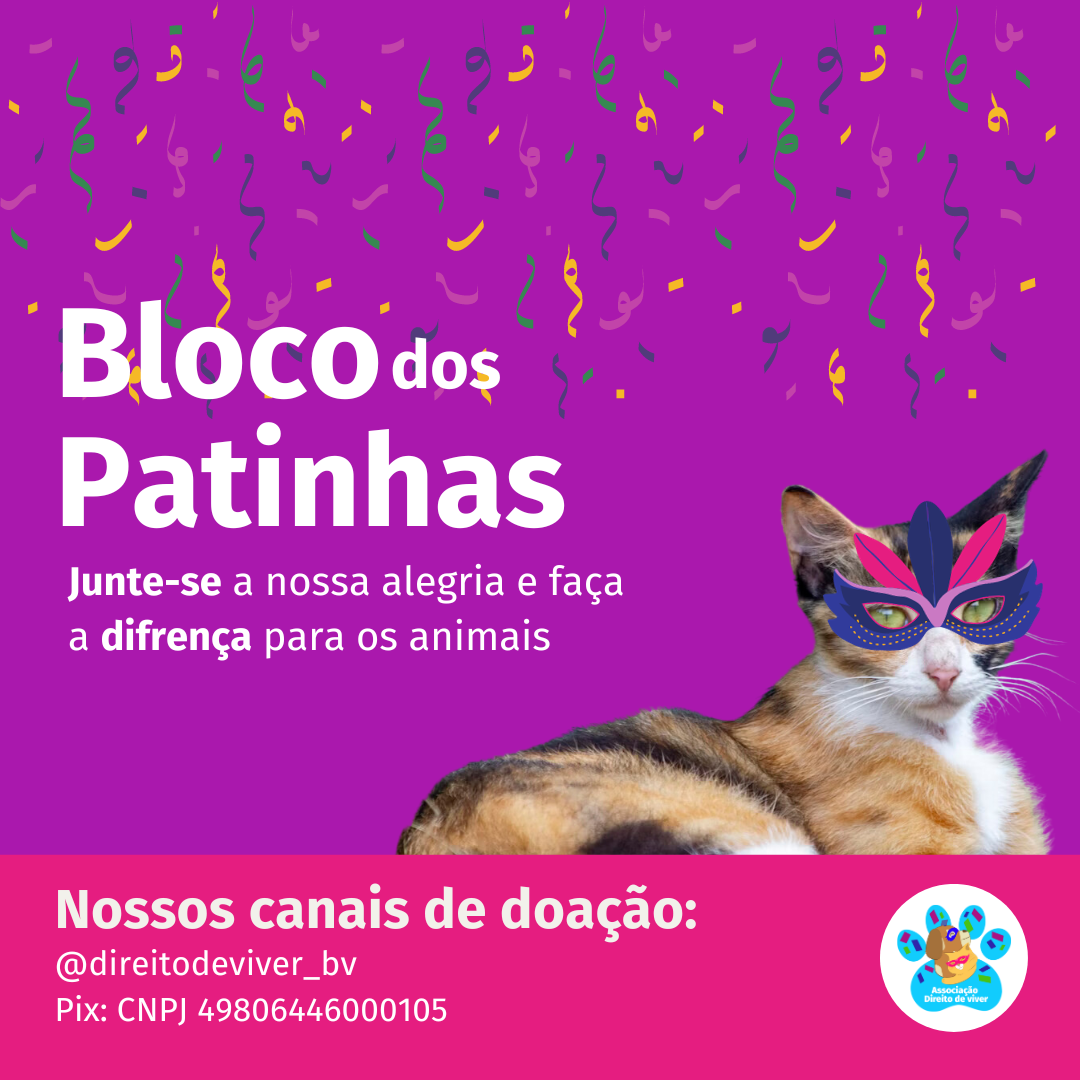 Bloco dos
Patinhas
Junte-se a nossa alegria e faça
a difrença para os animais
Nossos canais de doação:
@direitodeviver_bv
Pix: CNPJ 49806446000105
Associação
Direito de viver